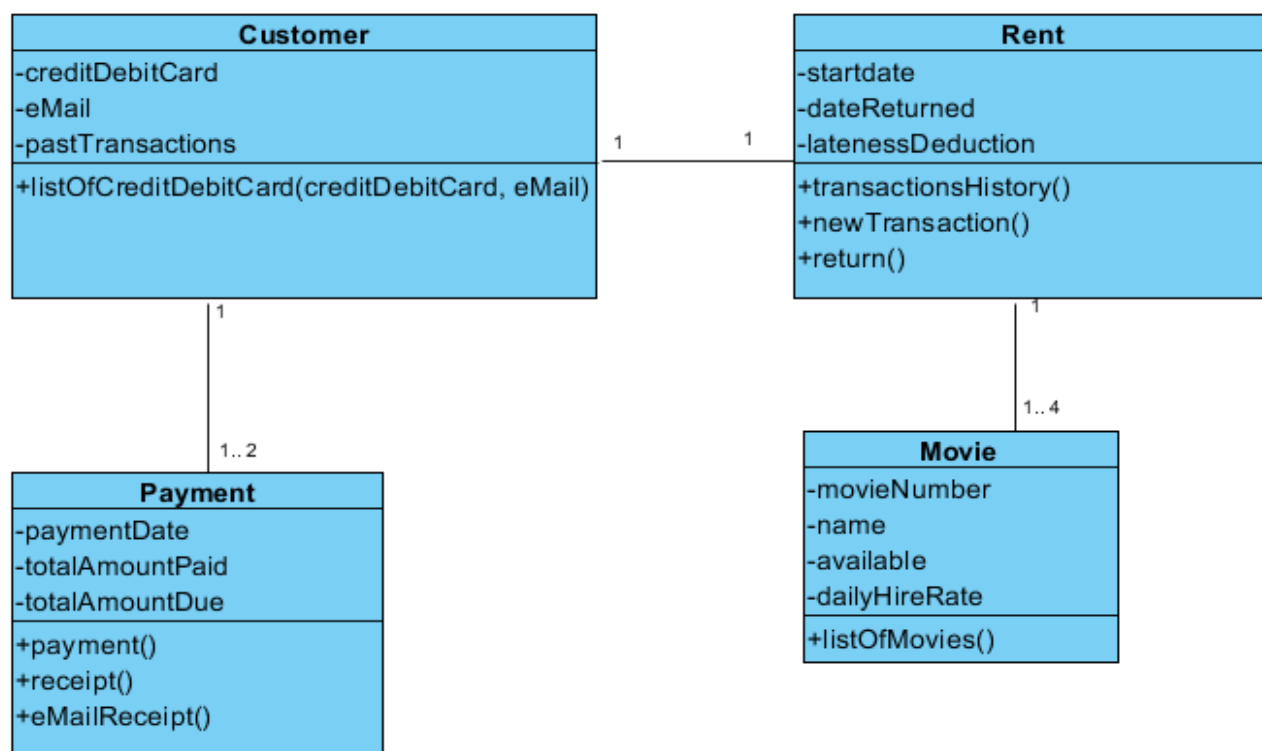 Customer
-creditDebitCard
-eMail
-pastTransactions
+listOfCreditDebitCard(creditDebitCard, eMail)
Rent
-startdate
-dateReturned
-latenessDeduction
+transactionsHistory()
+newTransaction()
+return()
1
1
1
1.. 2
1
1.. 4
Payment
-paymentDate
-totalAmountPaid
-totalAmountDue
+payment()
+receipt()
+eMailReceipt()
Movie
-movieNumber
-name
-available
-dailyHireRate
+listOfMovies()